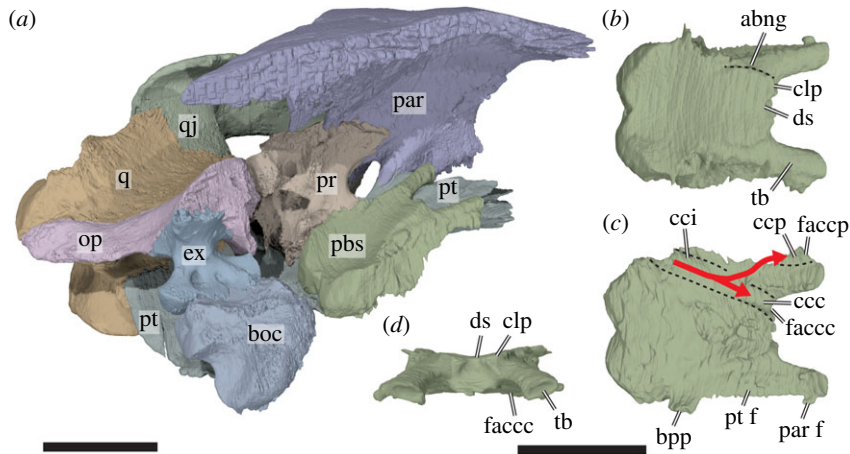 (a)
par
qj
q
pr
pt
op
ex
pbs
pt
boc
(b)
abng
clp
ds
tb
(c)
cci
ccp
faccp
ccc
faccc
bpp
pt f
par f
(d)
ds
clp
faccc
tb